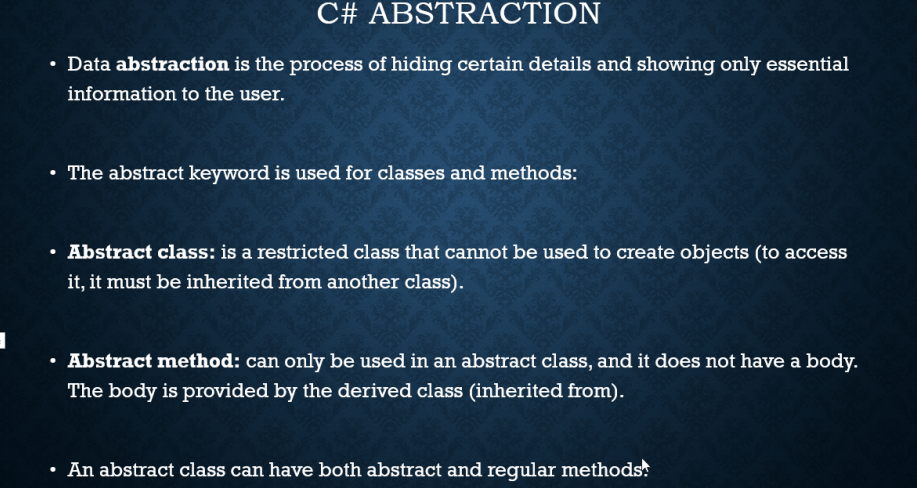 C# ABSTRACTION
• Data abstraction is the process of hiding certain details and showing only essential
information to the user.
• The abstract keyword is used for classes and methods:
• Abstract class: is a restricted class that cannot be used to create objects (to access
it, it must be inherited from another class).
• Abstract method: can only be used in an abstract class, and it does not have a body.
The body is provided by the derived class (inherited from).
• An abstract class can have both abstract and regular methods: